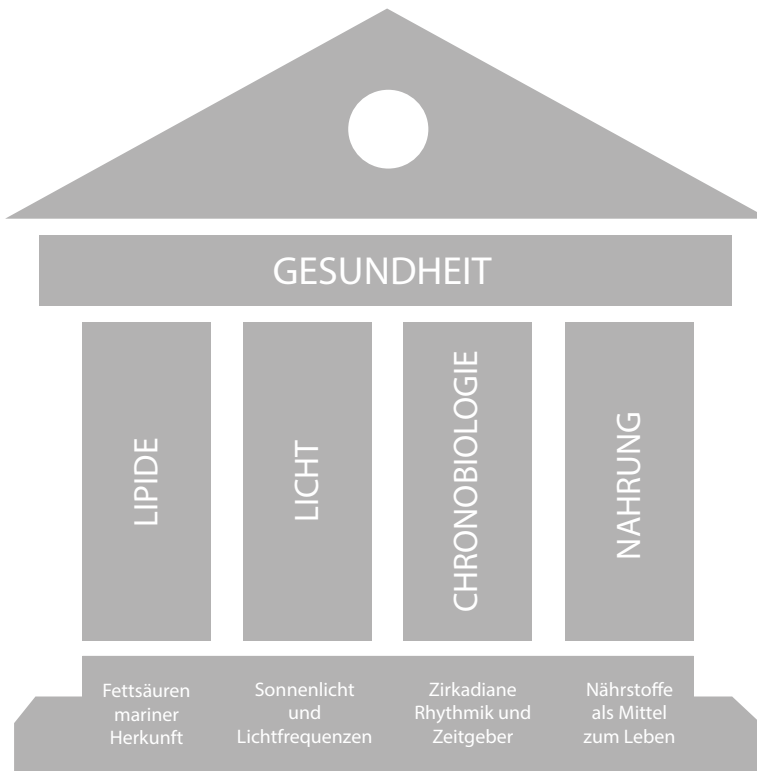 GESUNDHEIT
LIPIDE
LICHT
CHRONOBIOLOGIE
NAHRUNG
Fettsäuren
mariner
Herkunft
Sonnenlicht
und
Lichtfrequenzen
Zirkadiane
Rhythmik und
Zeitgeber
Nährstoffe
als Mittel
zum Leben